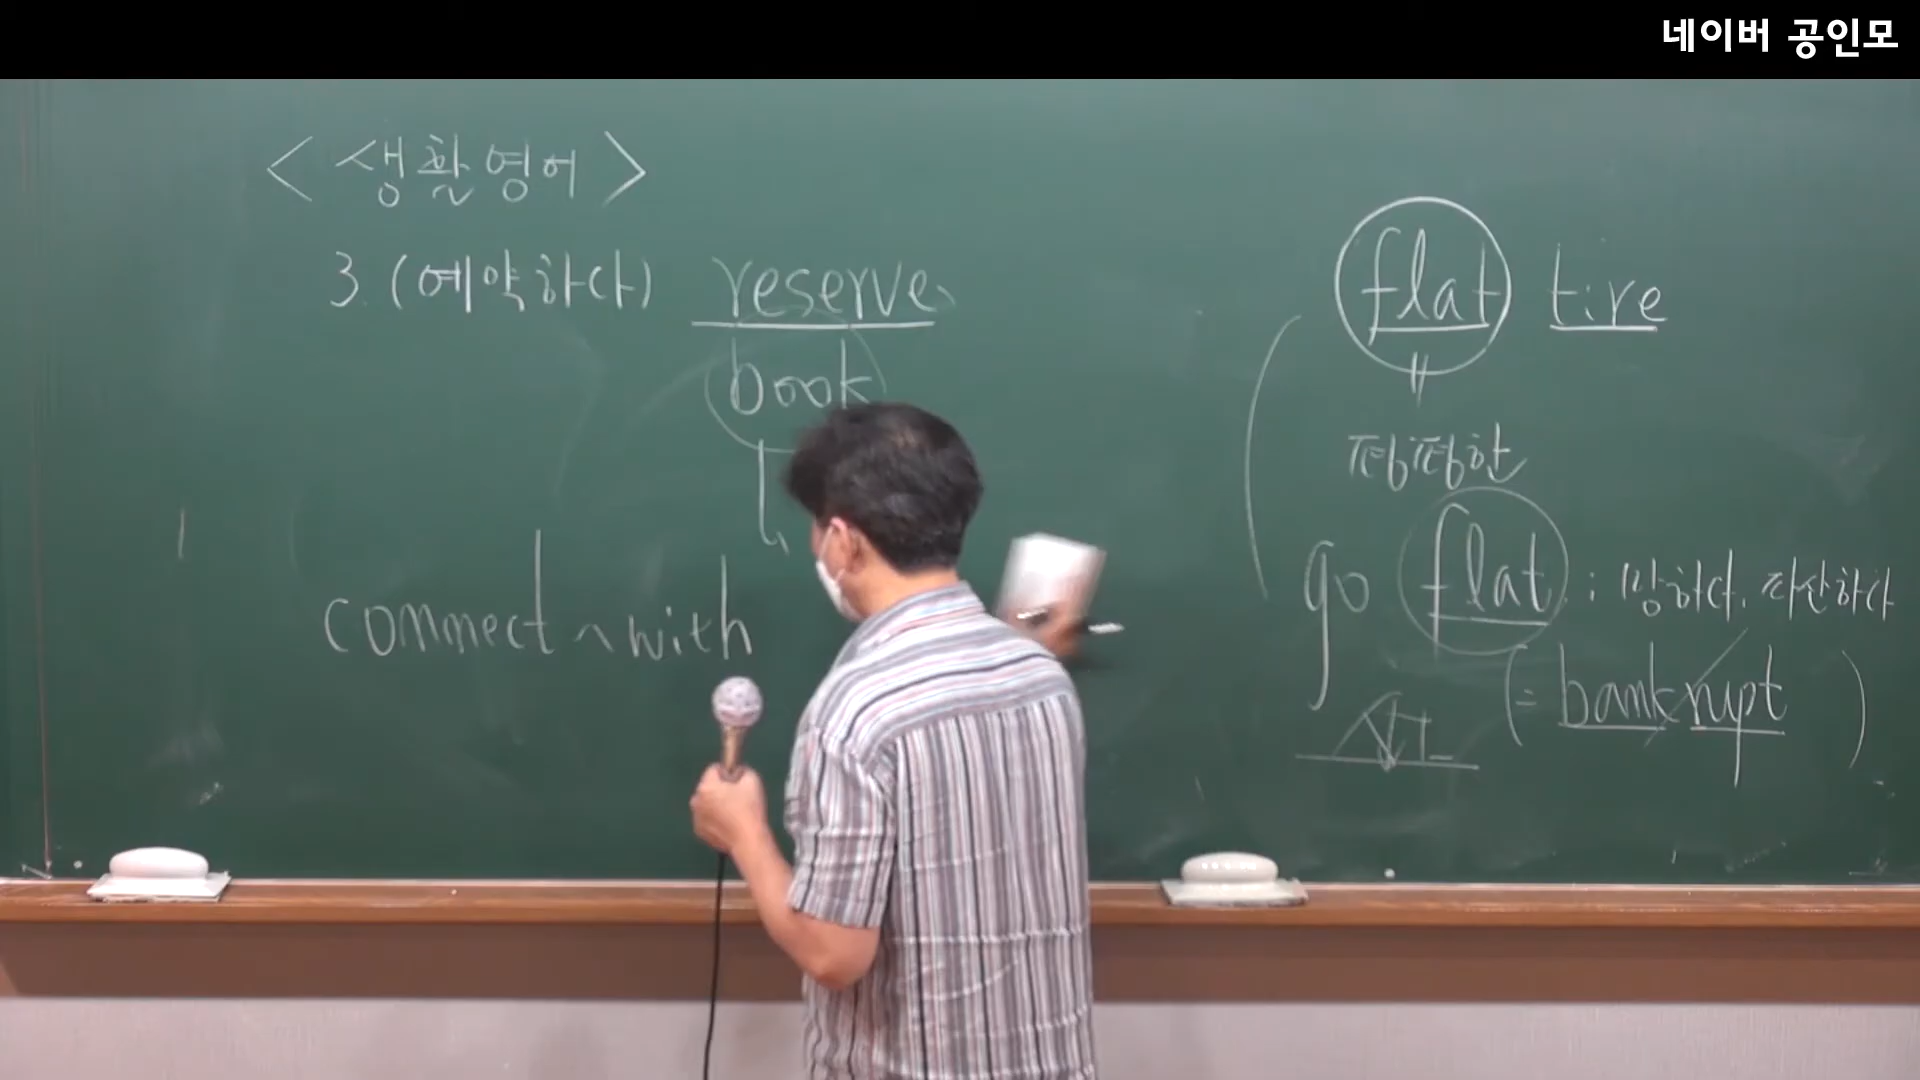 네이버 공인모
< 생활영어 >
3. (예약하다) reserve
book
connect with
flat tire
=
평평한
go flat : 망하다, 파산하다
(= bankrupt)